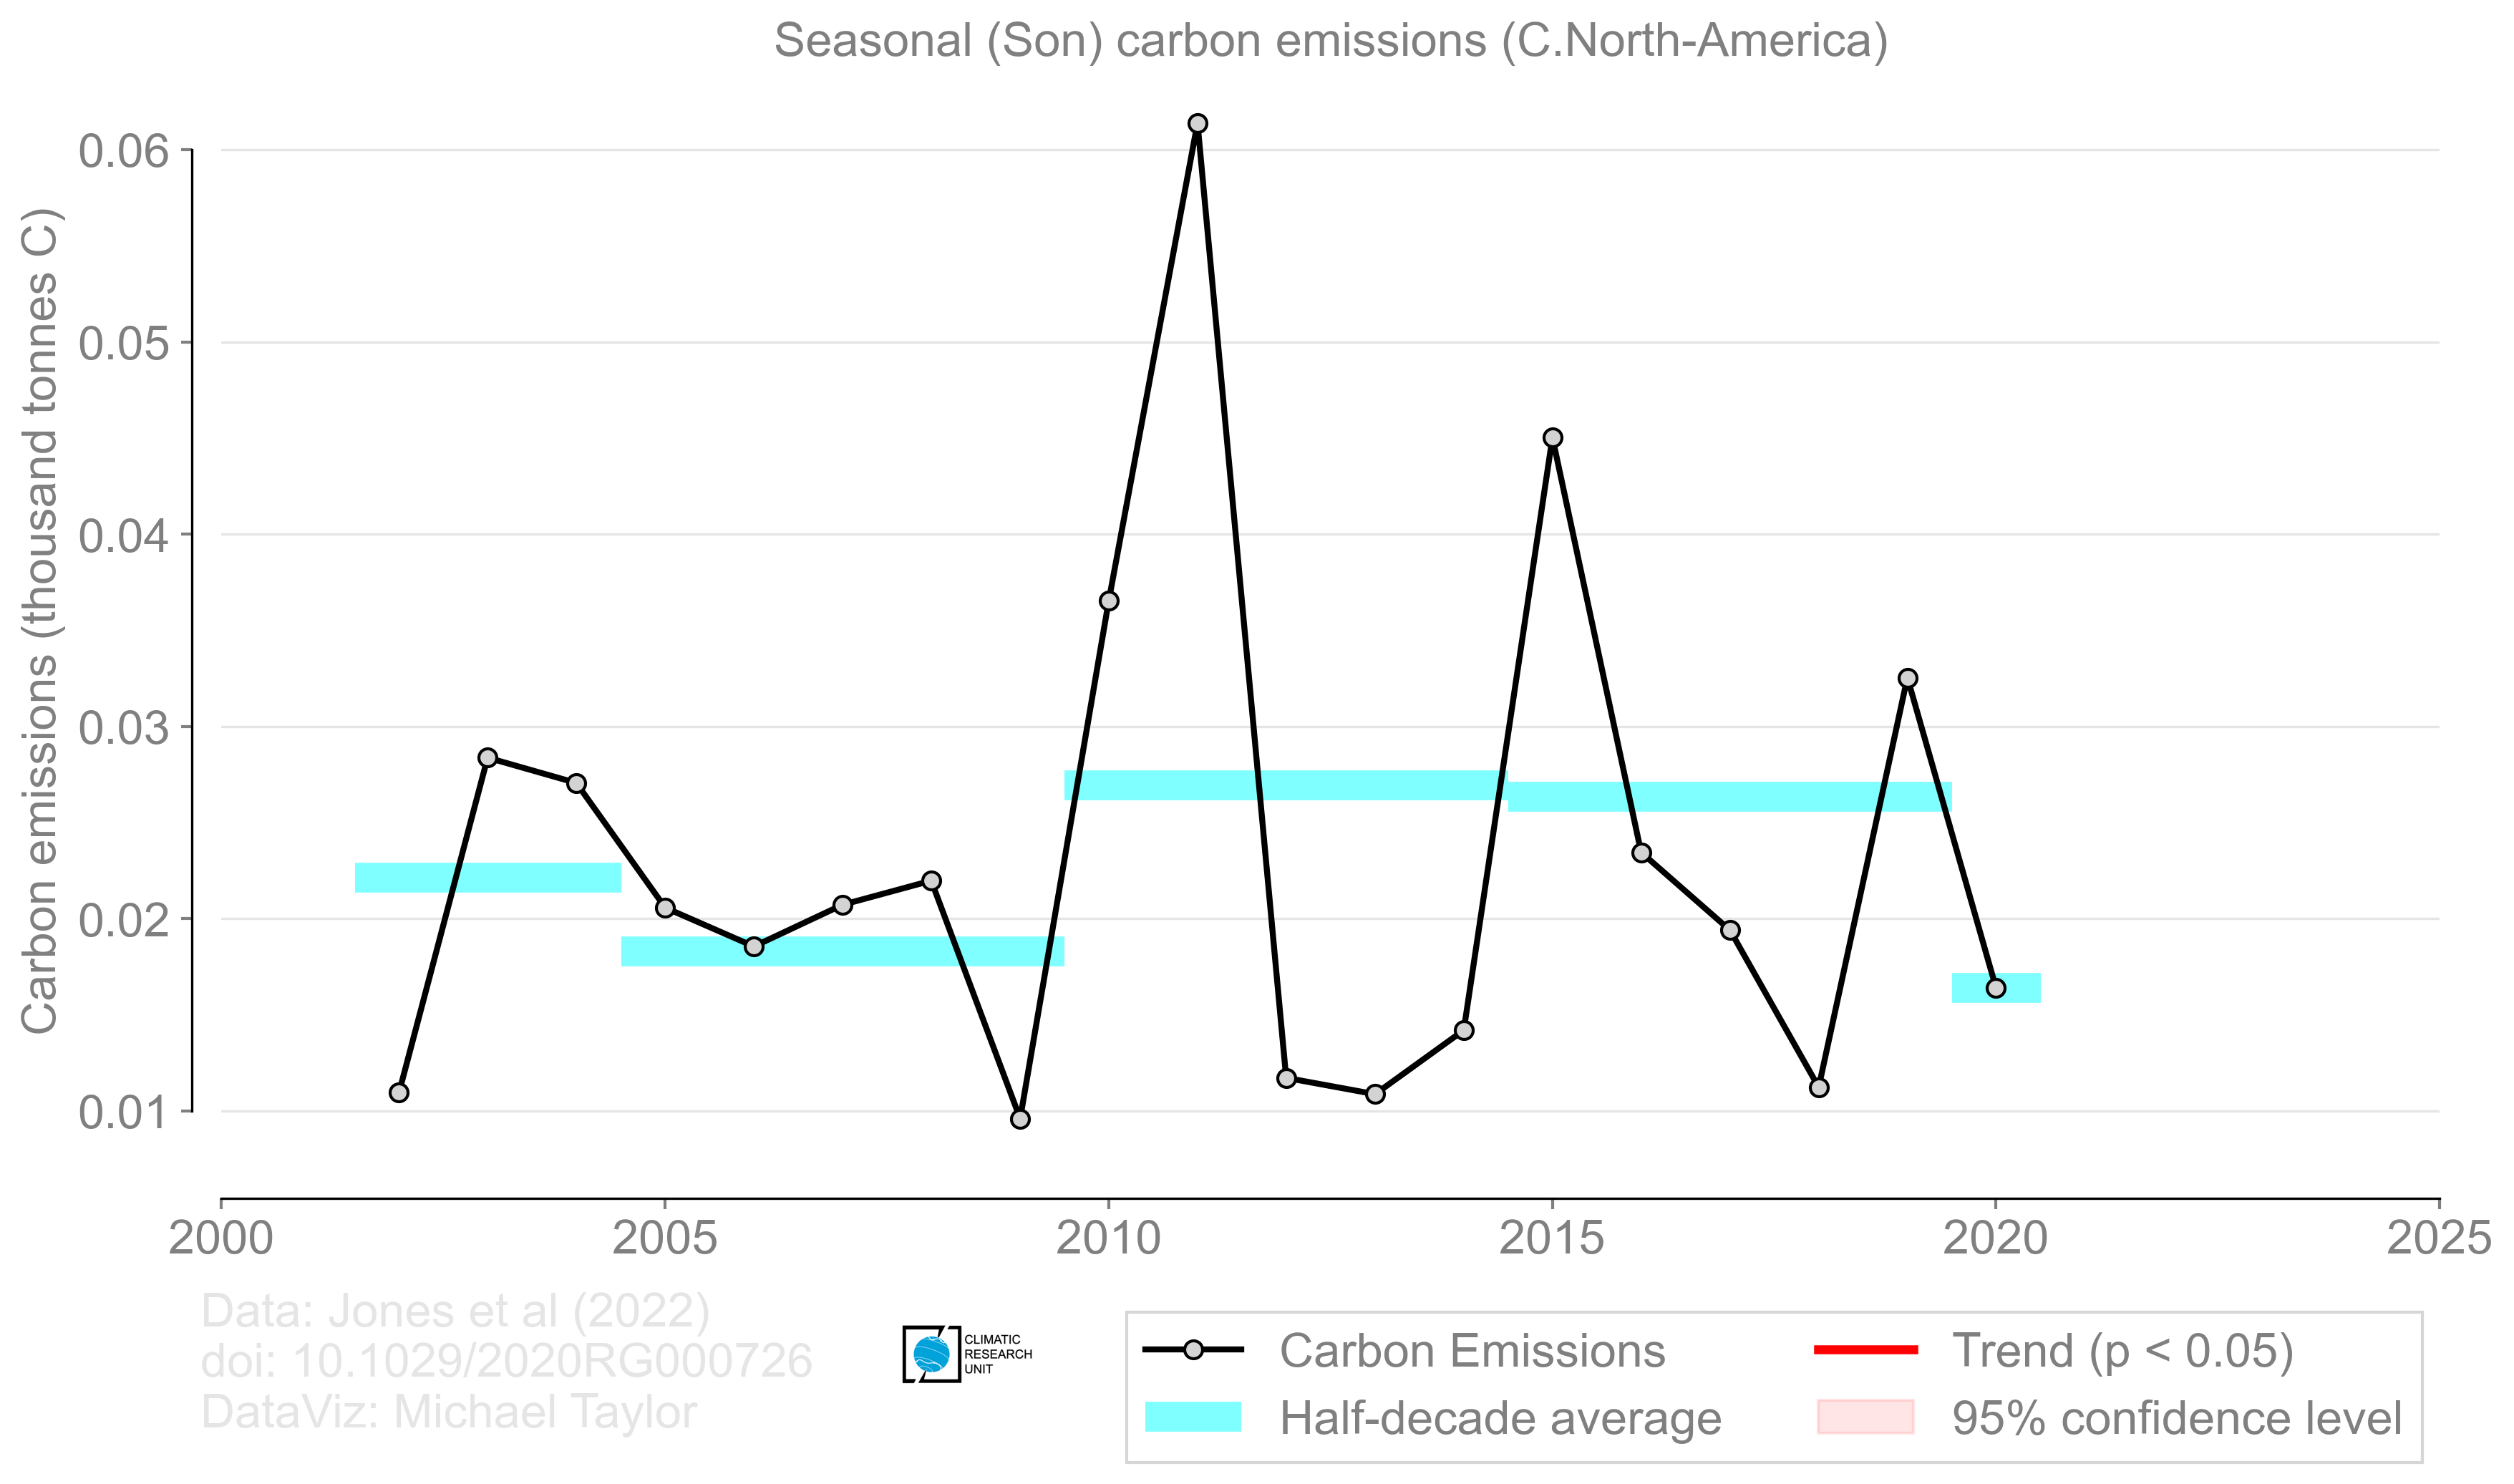 Seasonal (Son) carbon emissions (C.North-America)
Carbon emissions (thousand tonnes C)
0.06
0.05
0.04
0.03
0.02
0.01
2000 2005 2010 2015 2020 2025
Data: Jones et al (2022)
doi: 10.1029/2020RG000726
DataViz: Michael Taylor
CLIMATIC
RESEARCH
UNIT
Carbon Emissions
Half-decade average
Trend (p < 0.05)
95% confidence level